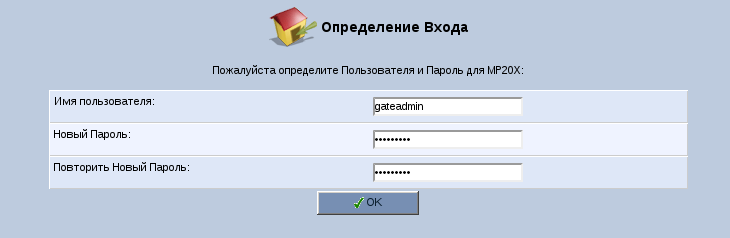 Определение Входа
Пожалуйста определите Пользователя и Пароль для MP20X:
Имя пользователя: gateadmin
Новый Пароль: •••••••••
Повторить Новый Пароль: •••••••••
OK